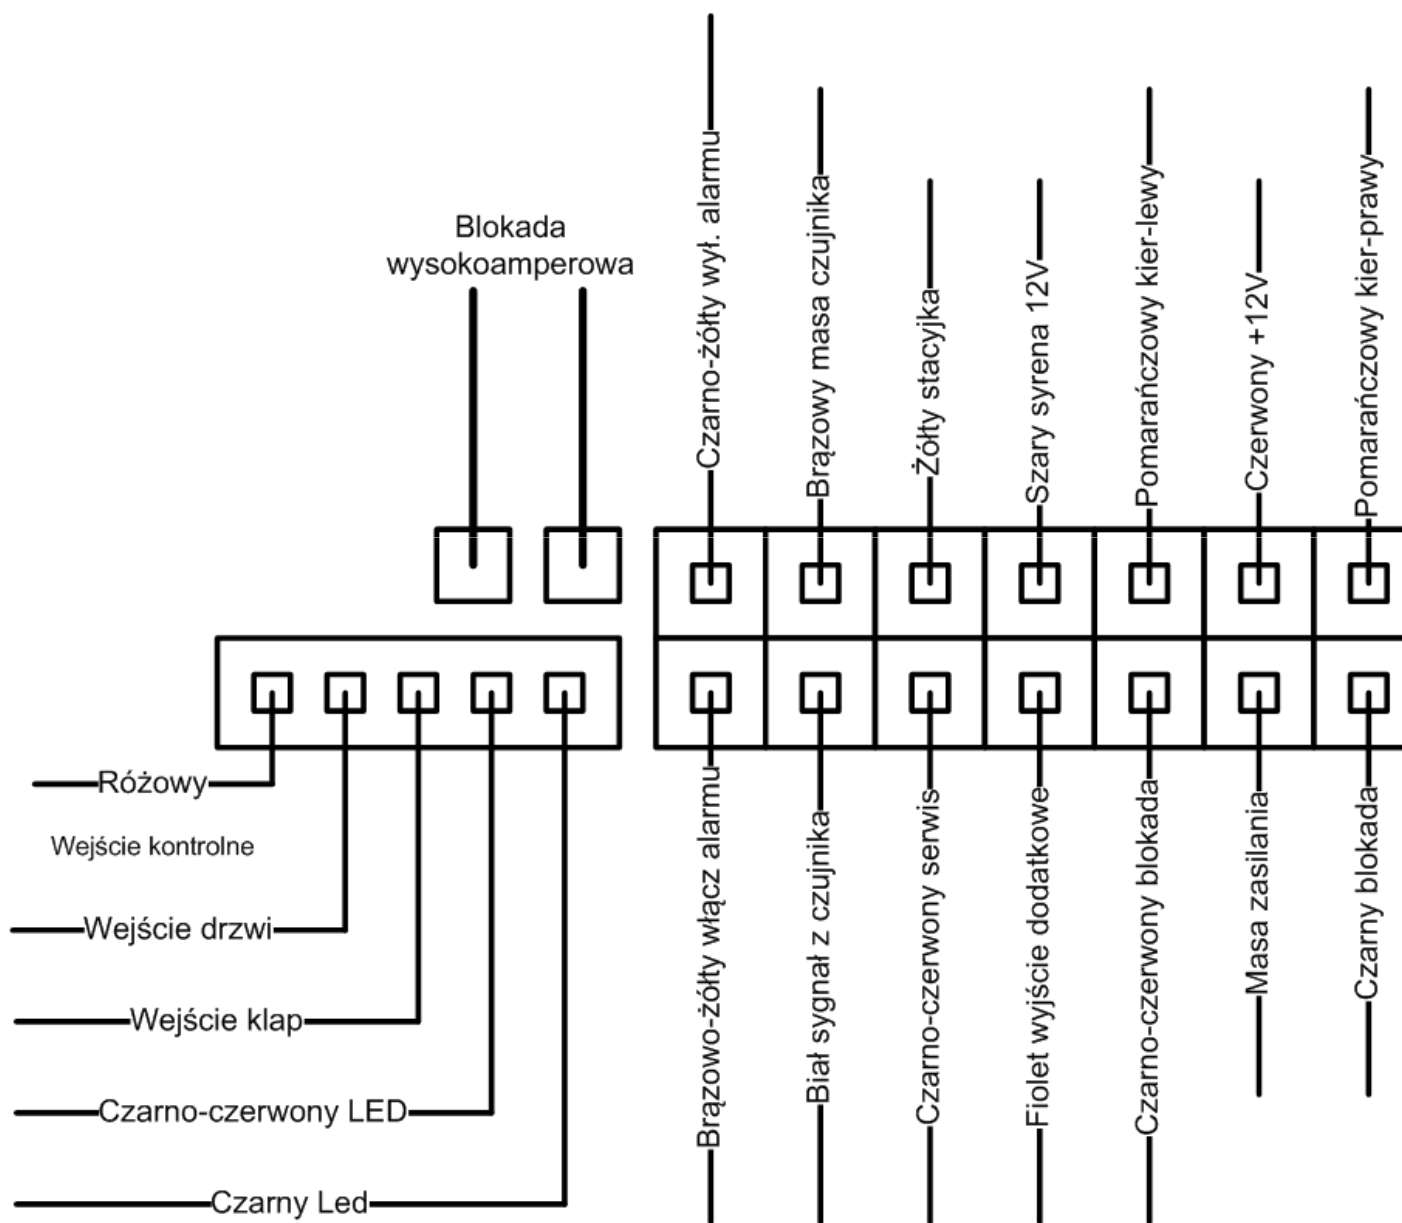 Blokada
wysokoamperowa
Czarno-żółty wył. alarmu
Brązowy masa czujnika
Żółty stacyjka
Szary syrena 12V
Pomarańczowy kier-lewy
Czerwony +12V
Pomarańczowy kier-prawy
Różowy
Wejście kontrolne
Wejście drzwi
Wejście klap
Czarno-czerwony LED
Czarny Led
Brązowo-żółty włącz alarmu
Biał sygnał z czujnika
Czarno-czerwony serwis
Fiolet wyjście dodatkowe
Czarno-czerwony blokada
Masa zasilania
Czarny blokada